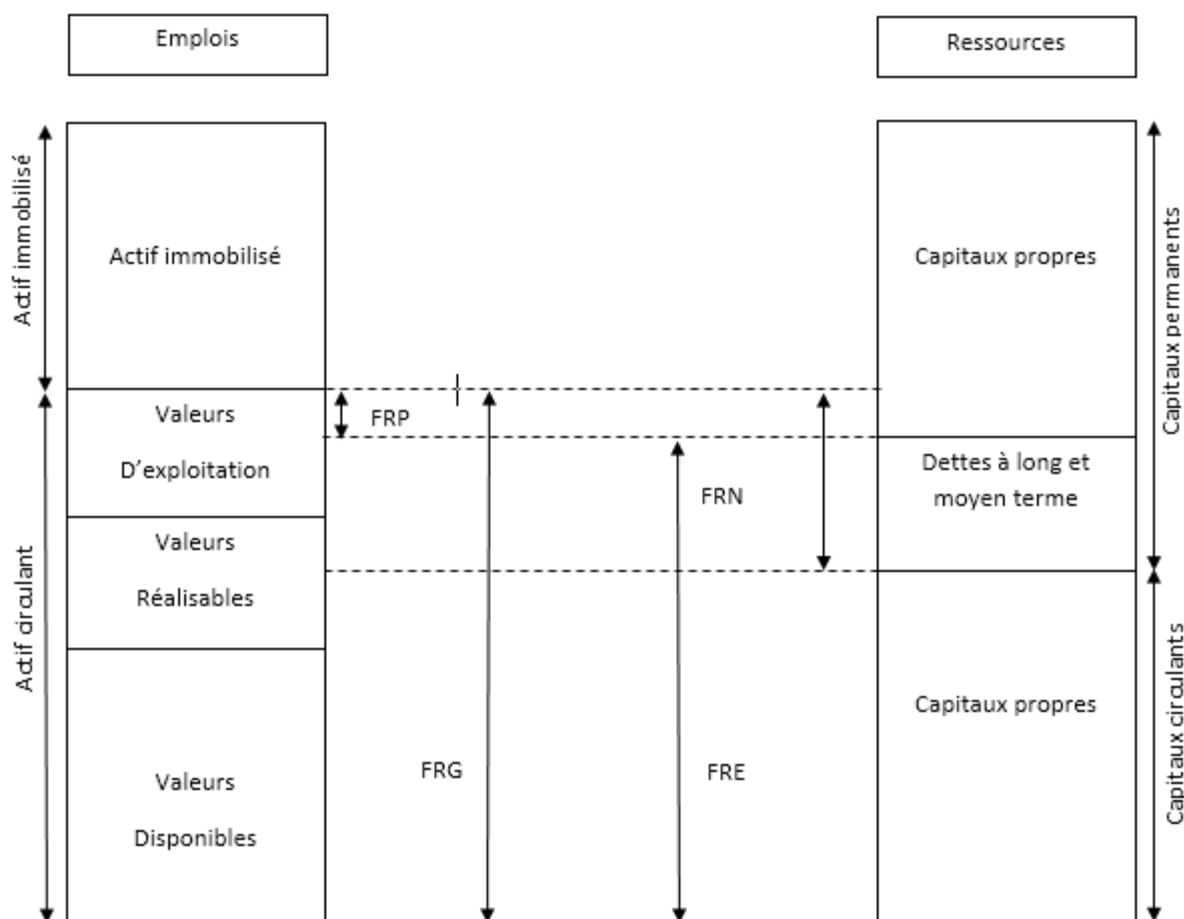 Emplois
Ressources
Actif immobilisé
Actif immobilisé
Capitaux propres
Capitaux permanents
Valeurs
D'exploitation
FRP
Dettes à long et
moyen terme
FRN
Valeurs
Réalisables
Actif circulant
Capitaux propres
Capitaux circulants
FRG
FRE
Valeurs
Disponibles